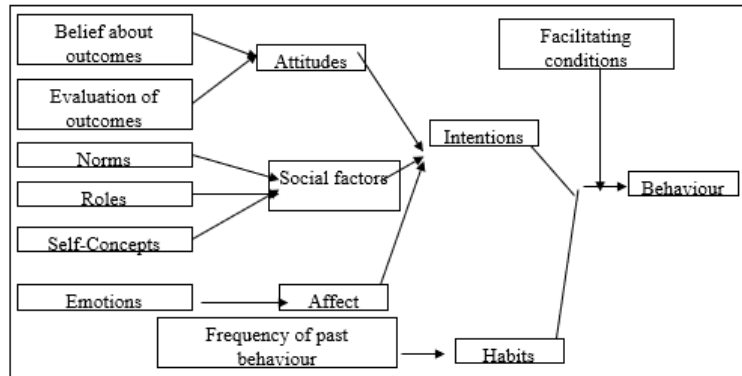 Belief about
outcomes
Evaluation of
outcomes
Norms
Roles
Self-Concepts
Emotions
Frequency of past
behaviour
Attitudes
Social factors
Affect
Habits
Intentions
Facilitating
conditions
Behaviour